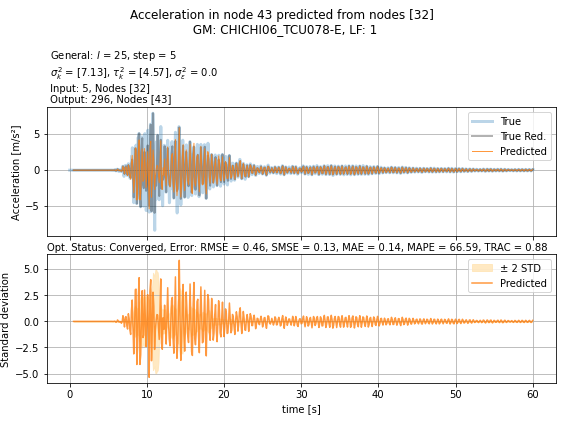 Acceleration in node 43 predicted from nodes [32]
GM: CHICHI06_TCU078-E, LF: 1
General: l = 25, step = 5
σ²ₖ = [7.13], τ²ₖ = [4.57], σ²ε = 0.0
Input: 5, Nodes [32]
Output: 296, Nodes [43]
Acceleration [m/s²]
5
0
−5
True
True Red.
Predicted
Opt. Status: Converged, Error: RMSE = 0.46, SMSE = 0.13, MAE = 0.14, MAPE = 66.59, TRAC = 0.88
Standard deviation
5.0
2.5
0.0
−2.5
−5.0
± 2 STD
Predicted
0 10 20 30 40 50 60
time [s]